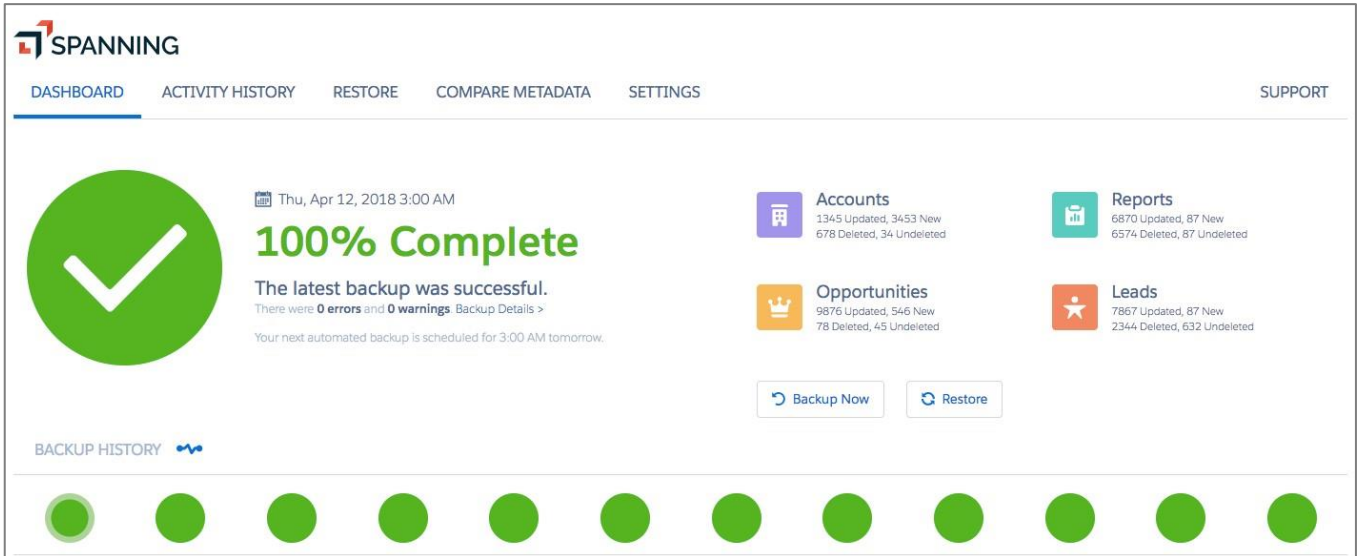 SPANNING
DASHBOARD ACTIVITY HISTORY RESTORE COMPARE METADATA SETTINGS SUPPORT
Thu, Apr 12, 2018 3:00 AM
100% Complete
The latest backup was successful.
There were 0 errors and 0 warnings. Backup Details >
Your next automated backup is scheduled for 3:00 AM tomorrow.
Accounts
1345 Updated, 3453 New
678 Deleted, 34 Undeleted
Reports
6870 Updated, 87 New
6574 Deleted, 87 Undeleted
Opportunities
9876 Updated, 546 New
78 Deleted, 45 Undeleted
Leads
7867 Updated, 87 New
2344 Deleted, 632 Undeleted
Backup Now Restore
BACKUP HISTORY